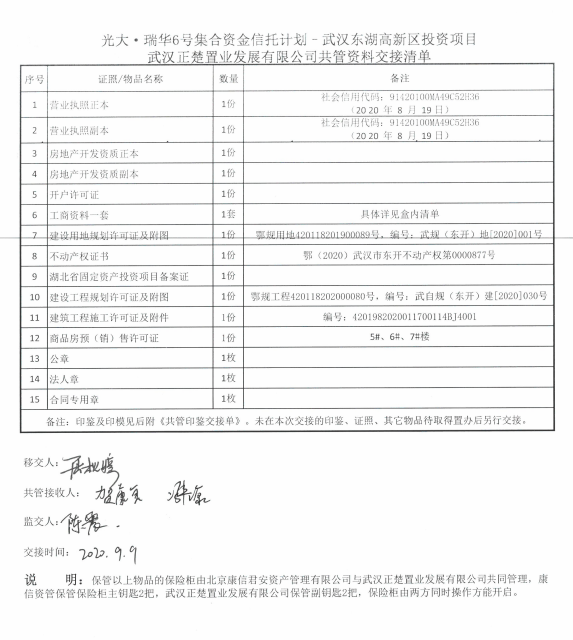 光大·瑞华6号集合资金信托计划－武汉东湖高新区投资项目
武汉正楚置业发展有限公司共管资料交接清单
序号 证照/物品名称 数量 备注
1 营业执照正本 1份 社会信用代码：91420100MA49C52H36
（2020 年 8 月 19日）
2 营业执照副本 1份 社会信用代码：91420100MA49C52H36
（2020 年 8 月 19日）
3 房地产开发资质正本 1份
4 房地产开发资质副本 1份
5 开户许可证 1份
6 工商资料一套 1套 具体详见盒内清单
7 建设用地规划许可证及附图 1份 鄂规用地420118201900089号，编号：武规（东开）地[2020]001号
8 不动产权证书 1份 鄂（2020）武汉市东开不动产权第0000877号
9 湖北省固定资产投资项目备案证 1份
10 建设工程规划许可证及附图 1份 鄂规工程420118202000080号，编号：武自规（东开）建[2020]030号
11 建筑工程施工许可证及附件 1份 编号：4201982020011700114BJ4001
12 商品房预（销）售许可证 1份 5#、6#、7#楼
13 公章 1枚
14 法人章 1枚
15 合同专用章 1枚
备注：印鉴及印模见后附《共管印鉴交接单》。未在本次交接的印鉴、证照、其它物品待取得置办后另行交接。
移交人：
共管接收人：
监交人：陈震
交接时间：2020.9.9
说 明：保管以上物品的保险柜由北京康信君安资产管理有限公司与武汉正楚置业发展有限公司共同管理，康
信资管保管保险柜主钥匙2把，武汉正楚置业发展有限公司保管副钥匙2把，保险柜由两方同时操作方能开启。